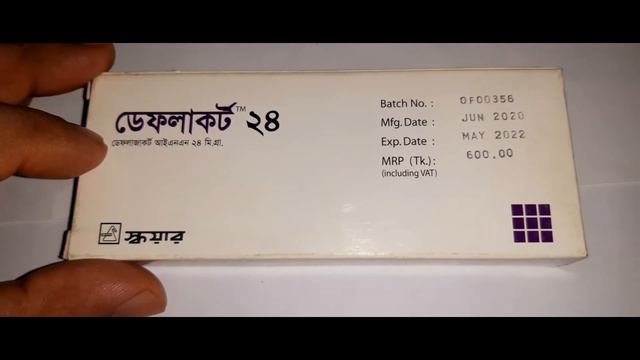 ডেফলাকর্ট™ ২৪
ডেফলাজাকর্ট আইএনএন ২৪ মি.গ্রা.
স্কয়ার
Batch No. : OF00356
Mfg. Date : JUN 2020
Exp. Date : MAY 2022
MRP (Tk.) : 600.00
(including VAT)